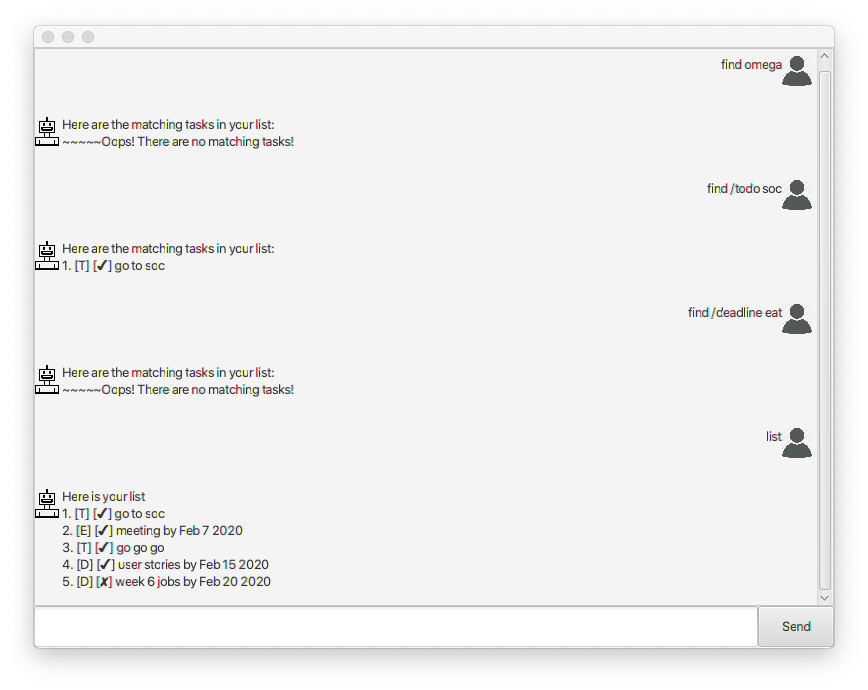 find omega
Here are the matching tasks in your list:
~~~~~Oops! There are no matching tasks!
find /todo soc
Here are the matching tasks in your list:
1. [T] [✔] go to soc
find /deadline eat
Here are the matching tasks in your list:
~~~~~Oops! There are no matching tasks!
list
Here is your list
1. [T] [✔] go to soc
2. [E] [✔] meeting by Feb 7 2020
3. [T] [✔] go go go
4. [D] [✔] user stories by Feb 15 2020
5. [D] [✘] week 6 jobs by Feb 20 2020
Send